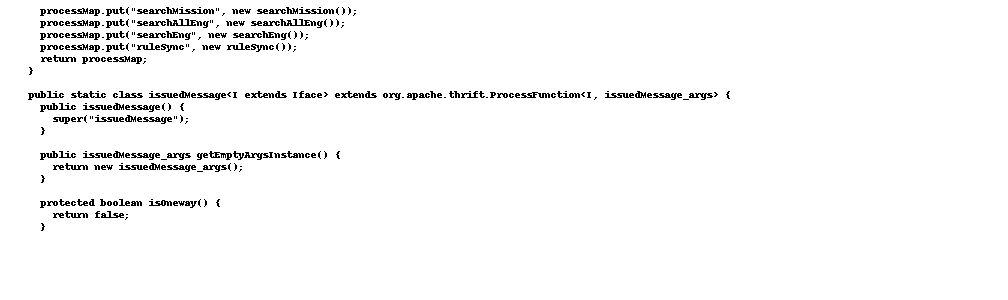 processMap.put("searchMission", new searchMission());
processMap.put("searchAllEng", new searchAllEng());
processMap.put("searchEng", new searchEng());
processMap.put("ruleSync", new ruleSync());
return processMap;
}
public static class issuedMessage<I extends Iface> extends org.apache.thrift.ProcessFunction<I, issuedMessage_args> {
public issuedMessage() {
super("issuedMessage");
}
public issuedMessage_args getEmptyArgsInstance() {
return new issuedMessage_args();
}
protected boolean isOneway() {
return false;
}